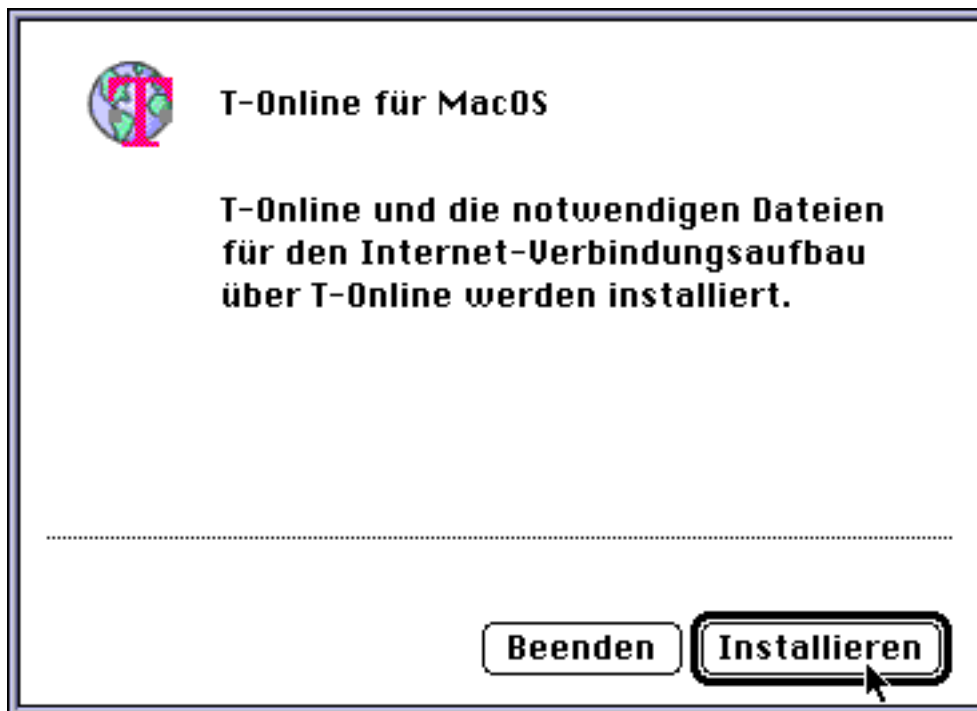 T
T-Online für MacOS
T-Online und die notwendigen Dateien
für den Internet-Verbindungsaufbau
über T-Online werden installiert.
Beenden Installieren